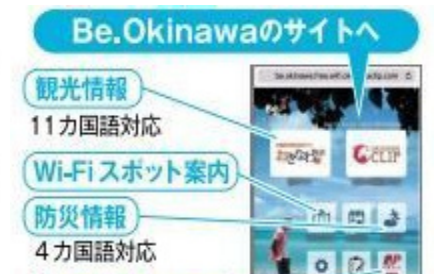 Be.Okinawaのサイトへ
観光情報
11カ国語対応
Wi-Fiスポット案内
防災情報
4カ国語対応
CLIP